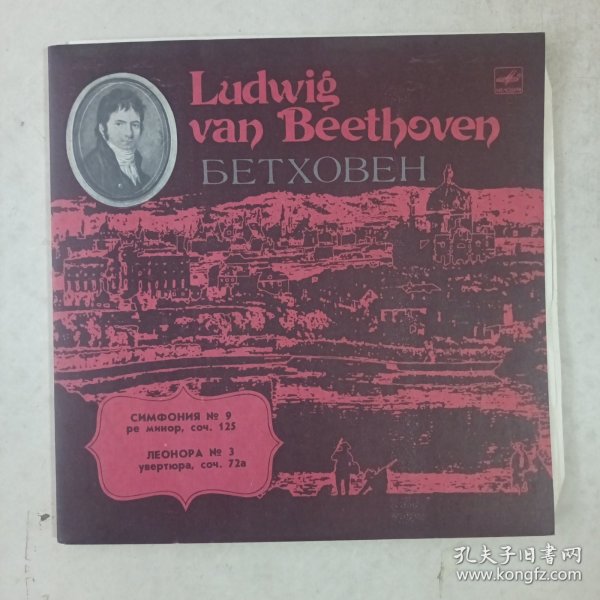 Ludwig
van Beethoven
БЕТХОВЕН
МЕЛОДИЯ
СИМФОНИЯ № 9
ре минор, соч. 125
ЛЕОНОРА № 3
увертюра, соч. 72а
孔夫子旧书网
www.kongfz.com